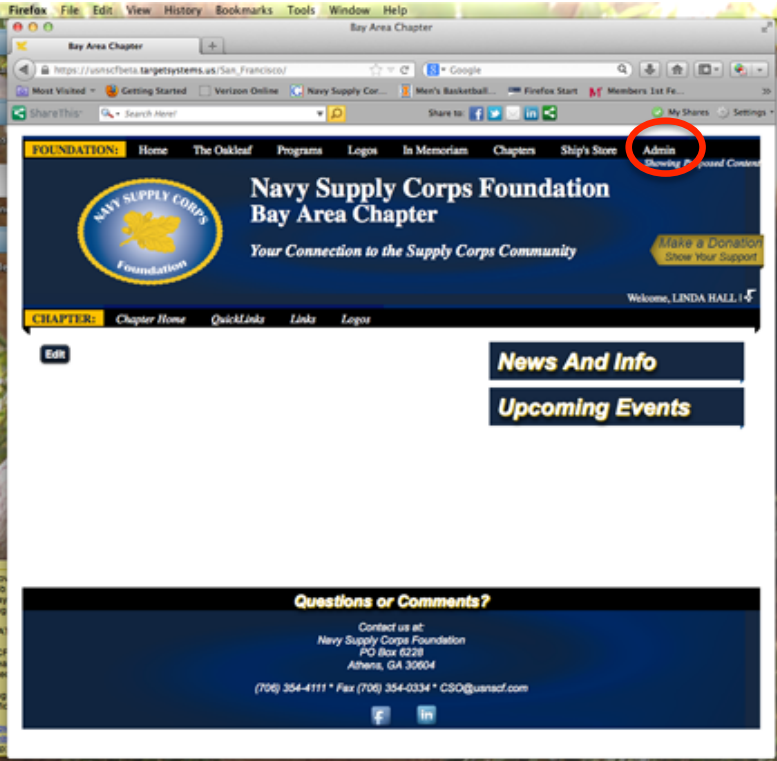 Firefox File Edit View History Bookmarks Tools Window Help
Bay Area Chapter
Bay Area Chapter +
https://usnscfbeta.targetsystems.us/San_Francisco/ Google
Most Visited Getting Started Verizon Online Navy Supply Cor... Men's Basketball... Firefox Start Members 1st Fe...
ShareThis Search Here! Share to: My Shares Settings
FOUNDATION: Home The Oakleaf Programs Logos In Memoriam Chapters Ship's Store Admin
Showing Proposed Content
NAVY SUPPLY CORPS
Foundation
Navy Supply Corps Foundation
Bay Area Chapter
Your Connection to the Supply Corps Community
Make a Donation
Show Your Support
Welcome, LINDA HALL |
CHAPTER: Chapter Home QuickLinks Links Logos
Edit
News And Info
Upcoming Events
Questions or Comments?
Contact us at:
Navy Supply Corps Foundation
PO Box 6228
Athens, GA 30604
(706) 354-4111 * Fax (706) 354-0334 * CSO@usnscf.com